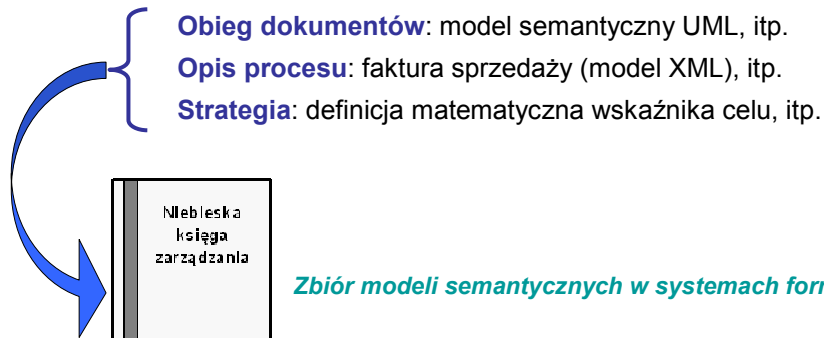 Obieg dokumentów: model semantyczny UML, itp.
Opis procesu: faktura sprzedaży (model XML), itp.
Strategia: definicja matematyczna wskaźnika celu, itp.
Niebieska
księga
zarządzania
Zbiór modeli semantycznych w systemach